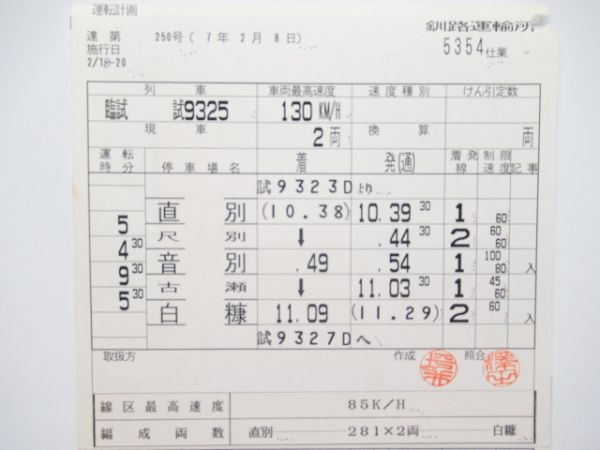 運転計画
達 第 250号( 7 年 2 月 8 日)
施行日
2/18-20
釧路運輸所
5354仕業
列 車 車両最高速度 速度種別 けん引定数
臨試 試9325 130 KM/H
現 車 2 両 換 算 両
運転時分 停車場名 着 発(通) 着発線 制限速度 記事
試9323Dより
直 別 (10.38) 10.39 30 1 60
5 尺 別 ↓ .44 30 2 60 60
4 30 音 別 .49 .54 1 100 80 入
9 30 古 瀬 ↓ 11.03 30 1 45 60
5 30 白 糠 11.09 (11.29) 2 60 入
試9327Dへ
取扱方 作成 照合
線区最高速度 85K/H
編成両数 直別 281×2両 白糠